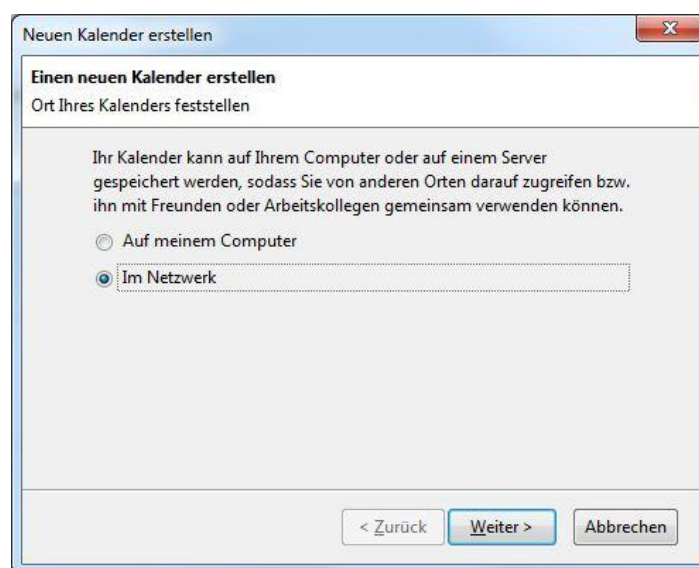 Neuen Kalender erstellen
Einen neuen Kalender erstellen
Ort Ihres Kalenders feststellen
Ihr Kalender kann auf Ihrem Computer oder auf einem Server
gespeichert werden, sodass Sie von anderen Orten darauf zugreifen bzw.
ihn mit Freunden oder Arbeitskollegen gemeinsam verwenden können.
Auf meinem Computer
Im Netzwerk
< Zurück Weiter > Abbrechen